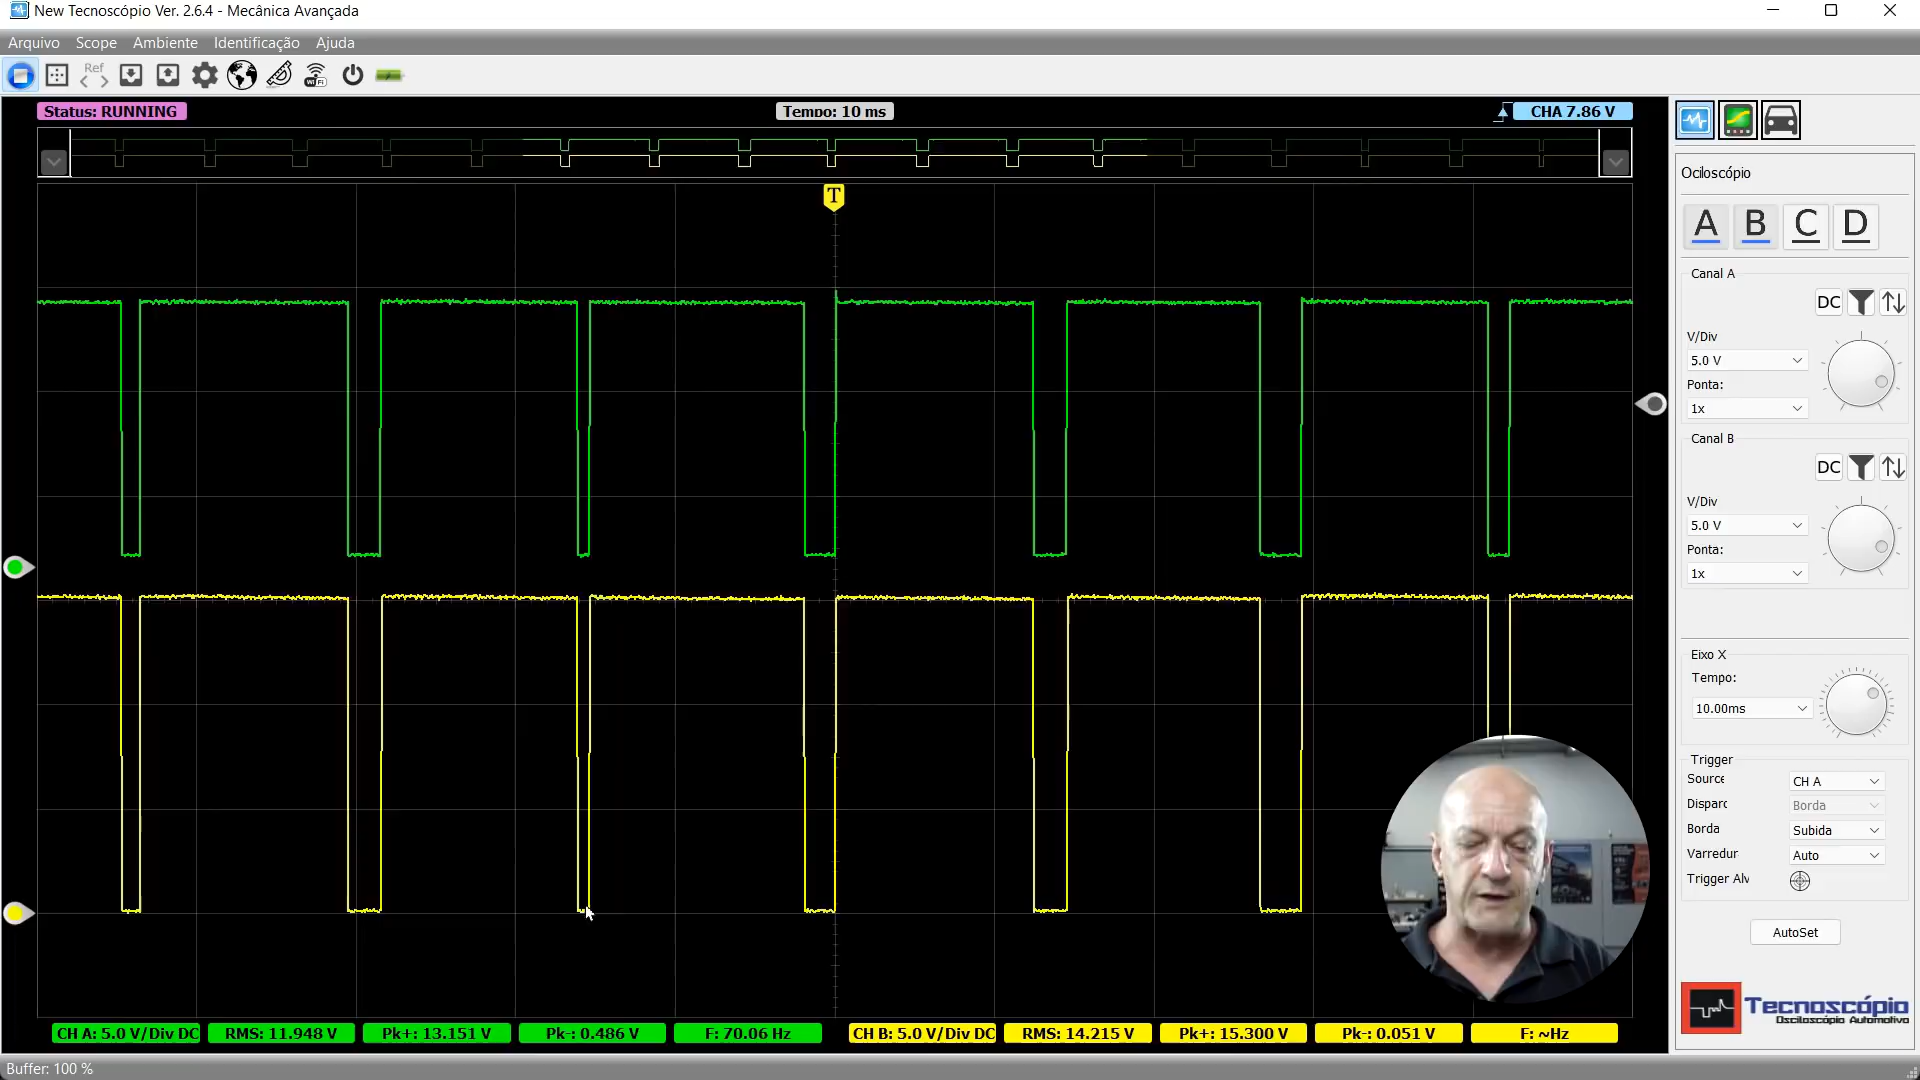 New Tecnoscópio Ver. 2.6.4 - Mecânica Avançada
Arquivo Scope Ambiente Identificação Ajuda
Ref
WiFi
Status: RUNNING
Tempo: 10 ms
CHA 7.86 V
T
Ociloscópio
A B C D
Canal A
DC
V/Div
5.0 V
Ponta:
1x
Canal B
DC
V/Div
5.0 V
Ponta:
1x
Eixo X
Tempo:
10.00ms
Trigger
Source CH A
Disparo Borda
Borda Subida
Varredur Auto
Trigger Alv
AutoSet
Tecnoscópio
Osciloscópio Automotivo
CH A: 5.0 V/Div DC RMS: 11.948 V Pk+: 13.151 V Pk-: 0.486 V F: 70.06 Hz CH B: 5.0 V/Div DC RMS: 14.215 V Pk+: 15.300 V Pk-: 0.051 V F: ~Hz
Buffer: 100 %